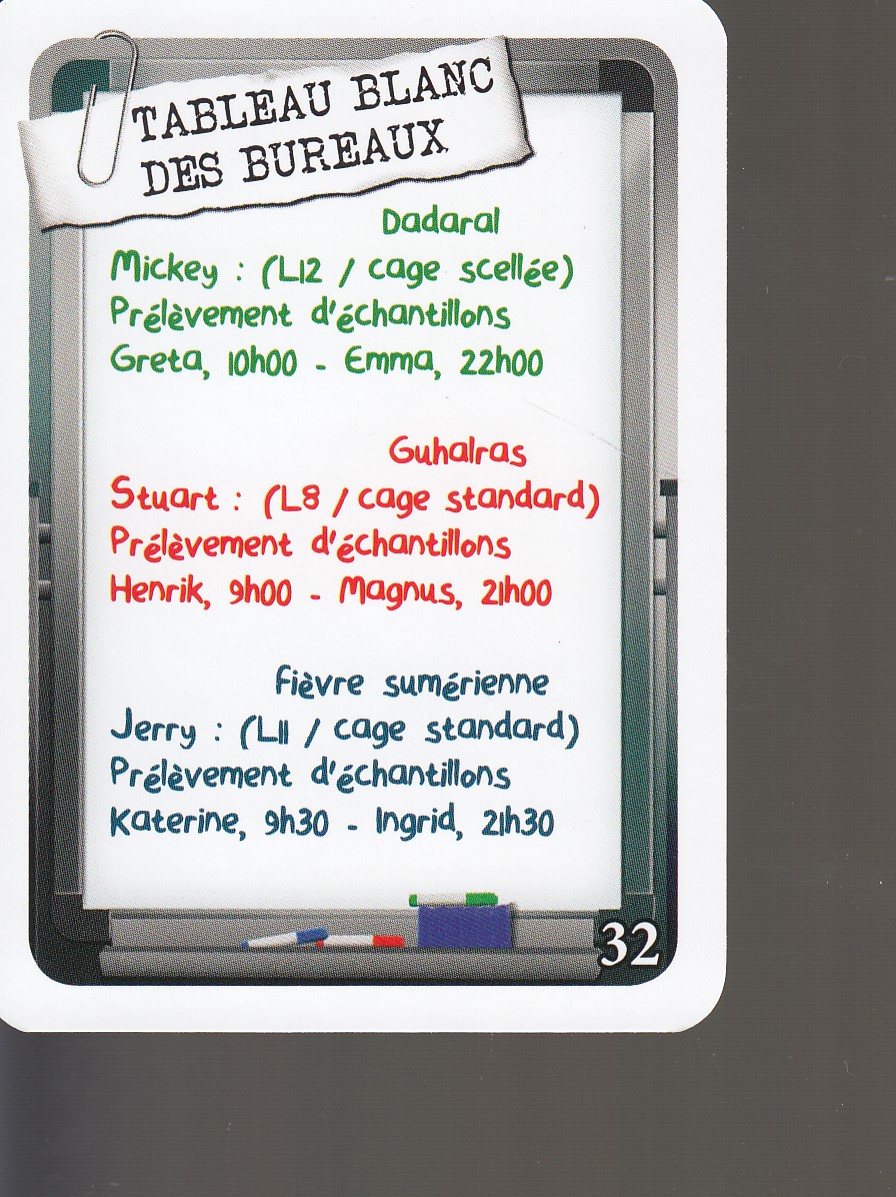 TABLEAU BLANC
DES BUREAUX
Dadaral
Mickey : (L12 / cage scellée)
Prélèvement d'échantillons
Greta, 10h00 - Emma, 22h00
Guhalras
Stuart : (L8 / cage standard)
Prélèvement d'échantillons
Henrik, 9h00 - Magnus, 21h00
Fièvre sumérienne
Jerry : (L11 / cage standard)
Prélèvement d'échantillons
Katerine, 9h30 - Ingrid, 21h30
32